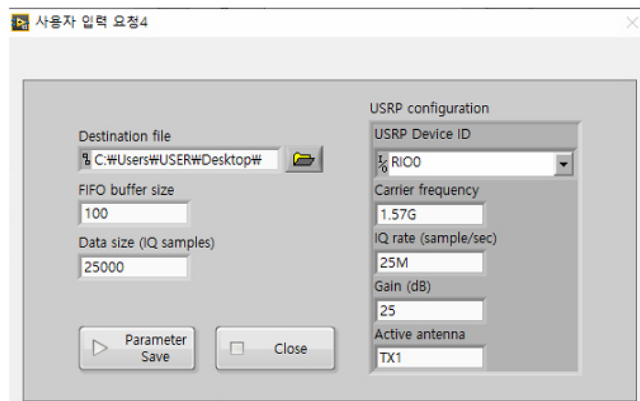 사용자 입력 요청4
Destination file
C:₩Users₩USER₩Desktop₩
FIFO buffer size
100
Data size (IQ samples)
25000
Parameter
Save
Close
USRP configuration
USRP Device ID
RIO0
Carrier frequency
1.57G
IQ rate (sample/sec)
25M
Gain (dB)
25
Active antenna
TX1